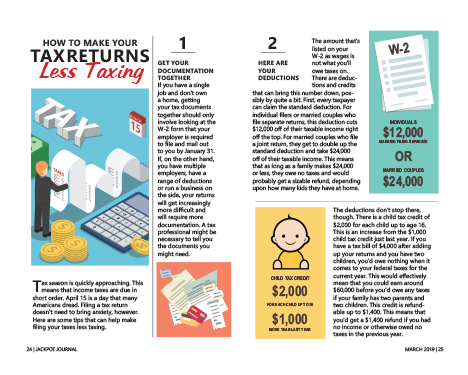 HOW TO MAKE YOUR
TAX RETURNS
Less Taxing
TAX
15
Tax season is quickly approaching. This
means that income taxes are due in
short order. April 15 is a day that many
Americans dread. Filing a tax return
doesn't need to bring anxiety, however.
Here are some tips that can help make
filing your taxes less taxing.
1
GET YOUR
DOCUMENTATION
TOGETHER
If you have a single
job and don't own
a home, getting
your tax documents
together should only
involve looking at the
W-2 form that your
employer is required
to file and mail out
to you by January 31.
If, on the other hand,
you have multiple
employers, have a
range of deductions
or run a business on
the side, your returns
will get increasingly
more difficult and
will require more
documentation. A tax
professional might be
necessary to tell you
the documents you
might need.
2
HERE ARE
YOUR
DEDUCTIONS
The amount that's
listed on your
W-2 as wages is
not what you'll
owe taxes on.
There are deduc-
tions and credits
that can bring this number down, pos-
sibly by quite a bit. First, every taxpayer
can claim the standard deduction. For
individual filers or married couples who
file separate returns, this deduction cuts
$12,000 off of their taxable income right
off the top. For married couples who file
a joint return, they get to double up the
standard deduction and take $24,000
off of their taxable income. This means
that as long as a family makes $24,000
or less, they owe no taxes and would
probably get a sizable refund, depending
upon how many kids they have at home.
W-2
INDIVIDUALS
$12,000
MARRIED FILING SEPARATE
OR
MARRIED COUPLES
$24,000
CHILD TAX CREDIT
$2,000
FOR EACH CHILD UP TO 16
$1,000
MORE THAN LAST YEAR
The deductions don't stop there,
though. There is a child tax credit of
$2,000 for each child up to age 16.
This is an increase from the $1,000
child tax credit just last year. If you
have a tax bill of $4,000 after adding
up your returns and you have two
children, you'd owe nothing when it
comes to your federal taxes for the
current year. This would effectively
mean that you could earn around
$60,000 before you'd owe any taxes
if your family has two parents and
two children. This credit is refund-
able up to $1,400. This means that
you'd get a $1,400 refund if you had
no income or otherwise owed no
taxes in the previous year.
24 | JACKPOT JOURNAL
MARCH 2019 | 25